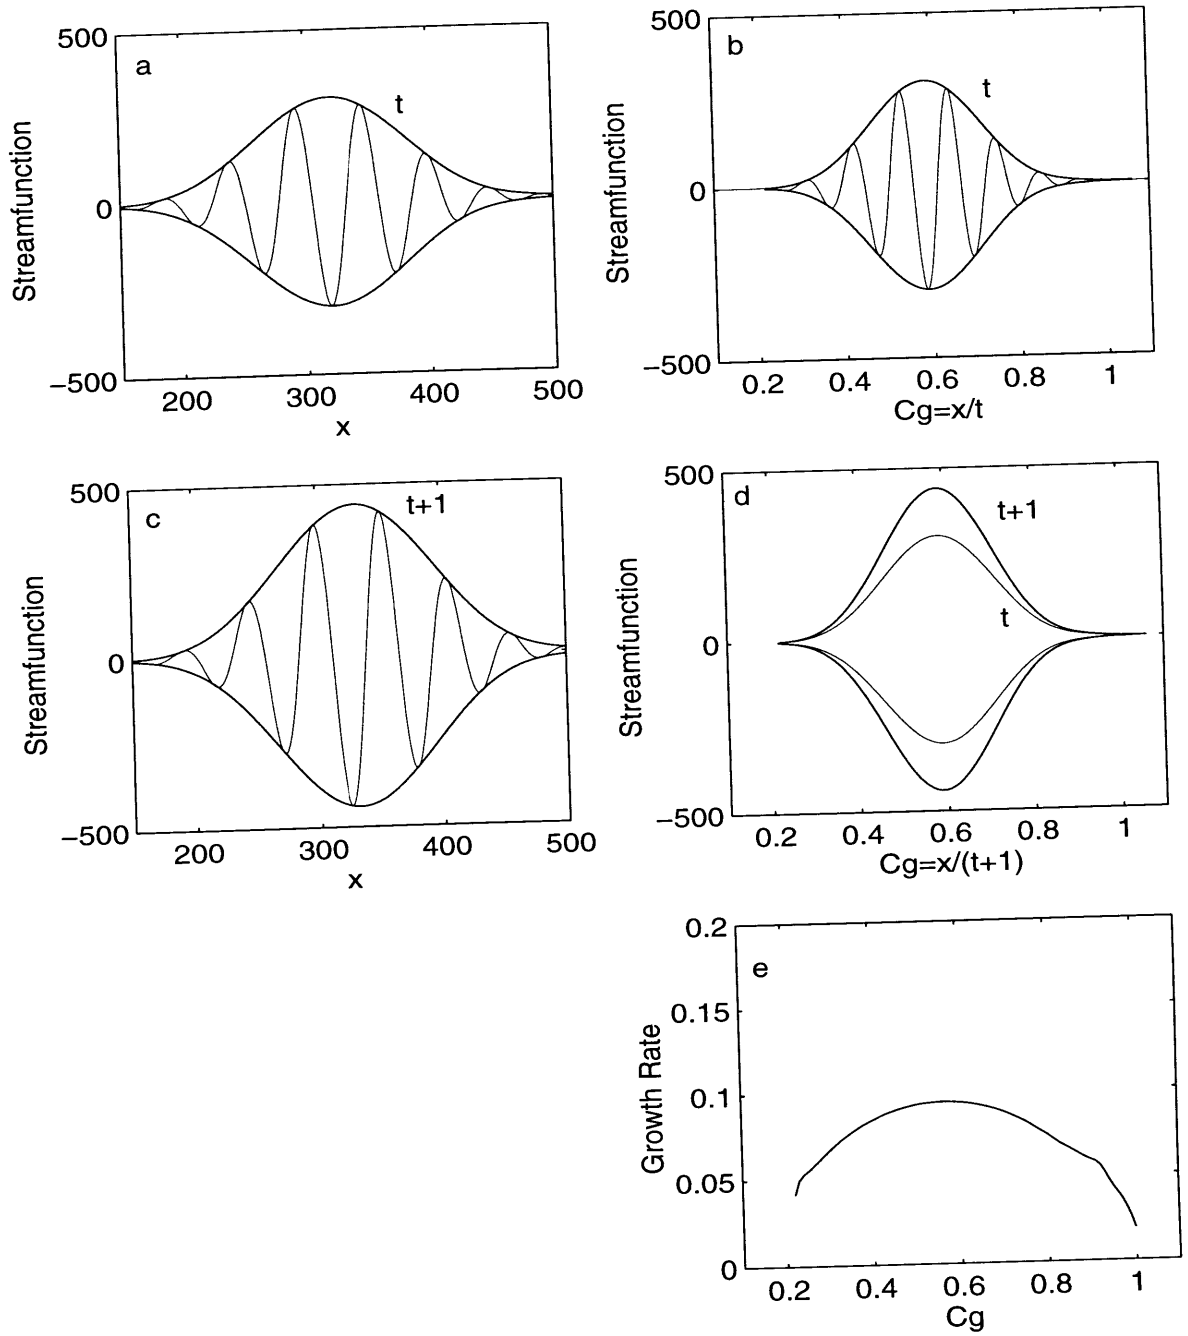 500
a
t
0
−500
200 300 400 500
x
Streamfunction
500
b
t
0
−500
0.2 0.4 0.6 0.8 1
Cg=x/t
Streamfunction
500
c
t+1
0
−500
200 300 400 500
x
Streamfunction
500
d
t+1
t
0
−500
0.2 0.4 0.6 0.8 1
Cg=x/(t+1)
Streamfunction
0.2
e
0.15
0.1
0.05
0
0.2 0.4 0.6 0.8 1
Cg
Growth Rate